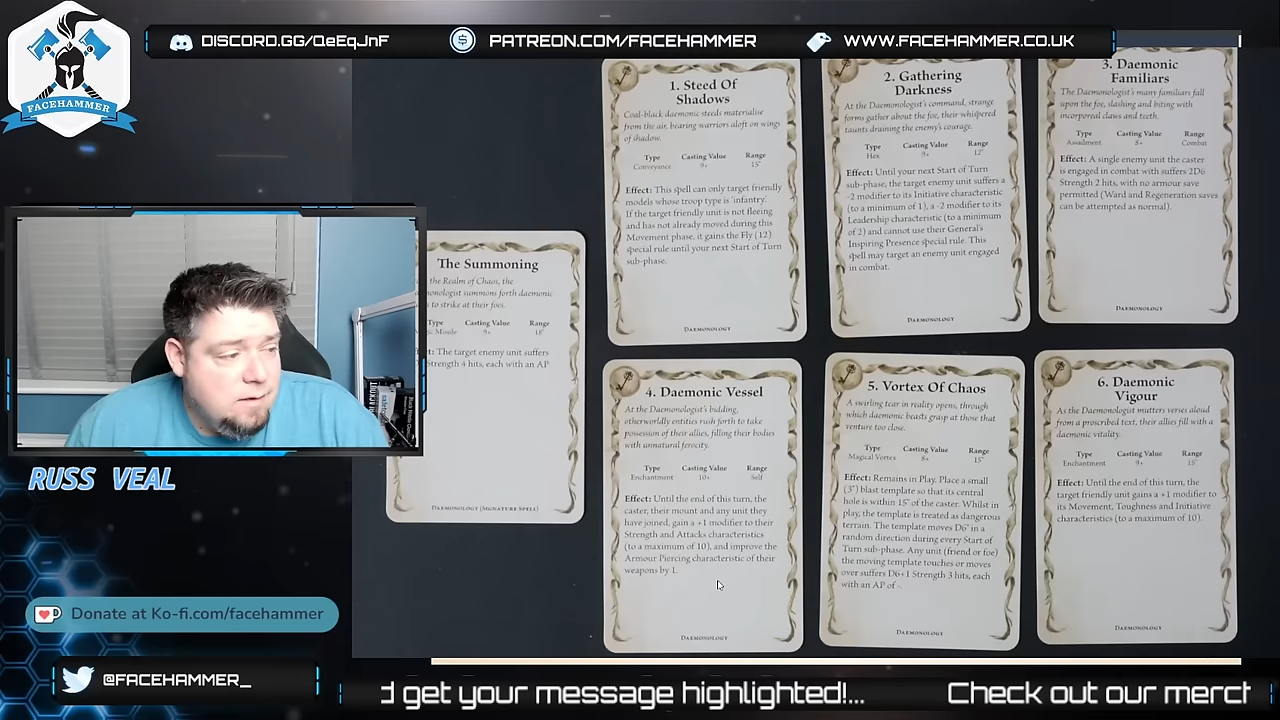 DISCORD.GG/QeEqJnF
PATREON.COM/FACEHAMMER
WWW.FACEHAMMER.CO.UK
FACEHAMMER
1. Steed Of
Shadows
Coal-black daemonic steeds materialise
from the air, bearing warriors aloft on wings
of shadow.
Type Casting Value Range
Conveyance 9+ 15"
Effect: This spell can only target friendly
models whose troop type is 'infantry'.
If the target friendly unit is not fleeing
and has not already moved during this
Movement phase, it gains the Fly (12)
special rule until your next Start of Turn
sub-phase.
DAEMONOLOGY
2. Gathering
Darkness
At the Daemonologist's command, strange
forms gather about the foe, their whispered
taunts draining the enemy's courage.
Type Casting Value Range
Hex 9+ 12"
Effect: Until your next Start of Turn
sub-phase, the target enemy unit suffers a
-2 modifier to its Initiative characteristic
(to a minimum of 1), a -2 modifier to its
Leadership characteristic (to a minimum
of 2) and cannot use their General's
Inspiring Presence special rule. This
spell may target an enemy unit engaged
in combat.
DAEMONOLOGY
3. Daemonic
Familiars
The Daemonologist's many familiars fall
upon the foe, slashing and biting with
incorporeal claws and teeth.
Type Casting Value Range
Assailment 8+ Combat
Effect: A single enemy unit the caster
is engaged in combat with suffers 2D6
Strength 2 hits, with no armour save
permitted (Ward and Regeneration saves
can be attempted as normal).
DAEMONOLOGY
The Summoning
the Realm of Chaos, the
summons forth daemonic
to strike at their foes.
Type Casting Value Range
Missile 9+ 18"
The target enemy unit suffers
Strength 4 hits, each with an AP
DAEMONOLOGY (SIGNATURE SPELL)
4. Daemonic Vessel
At the Daemonologist's bidding,
otherworldly entities rush forth to take
possession of their allies, filling their bodies
with unnatural ferocity.
Type Casting Value Range
Enchantment 10+ Self
Effect: Until the end of this turn, the
caster, their mount and any unit they
have joined, gain a +1 modifier to their
Strength and Attacks characteristics
(to a maximum of 10), and improve the
Armour Piercing characteristic of their
weapons by 1.
DAEMONOLOGY
5. Vortex Of Chaos
A swirling tear in reality opens, through
which daemonic beasts grasp at those that
venture too close.
Type Casting Value Range
Magical Vortex 8+ 15"
Effect: Remains in Play. Place a small
(3") blast template so that its central
hole is within 15" of the caster. Whilst in
play, the template is treated as dangerous
terrain. The template moves D6" in a
random direction during every Start of
Turn sub-phase. Any unit (friend or foe)
the moving template touches or moves
over suffers D6+1 Strength 3 hits, each
with an AP of -.
DAEMONOLOGY
6. Daemonic
Vigour
As the Daemonologist mutters verses aloud
from a proscribed text, their allies fill with a
daemonic vitality.
Type Casting Value Range
Enchantment 9+ 15"
Effect: Until the end of this turn, the
target friendly unit gains a +1 modifier to
its Movement, Toughness and Initiative
characteristics (to a maximum of 10).
DAEMONOLOGY
RUSS VEAL
Donate at Ko-fi.com/facehammer
@FACEHAMMER_
d get your message highlighted!... Check out our merch